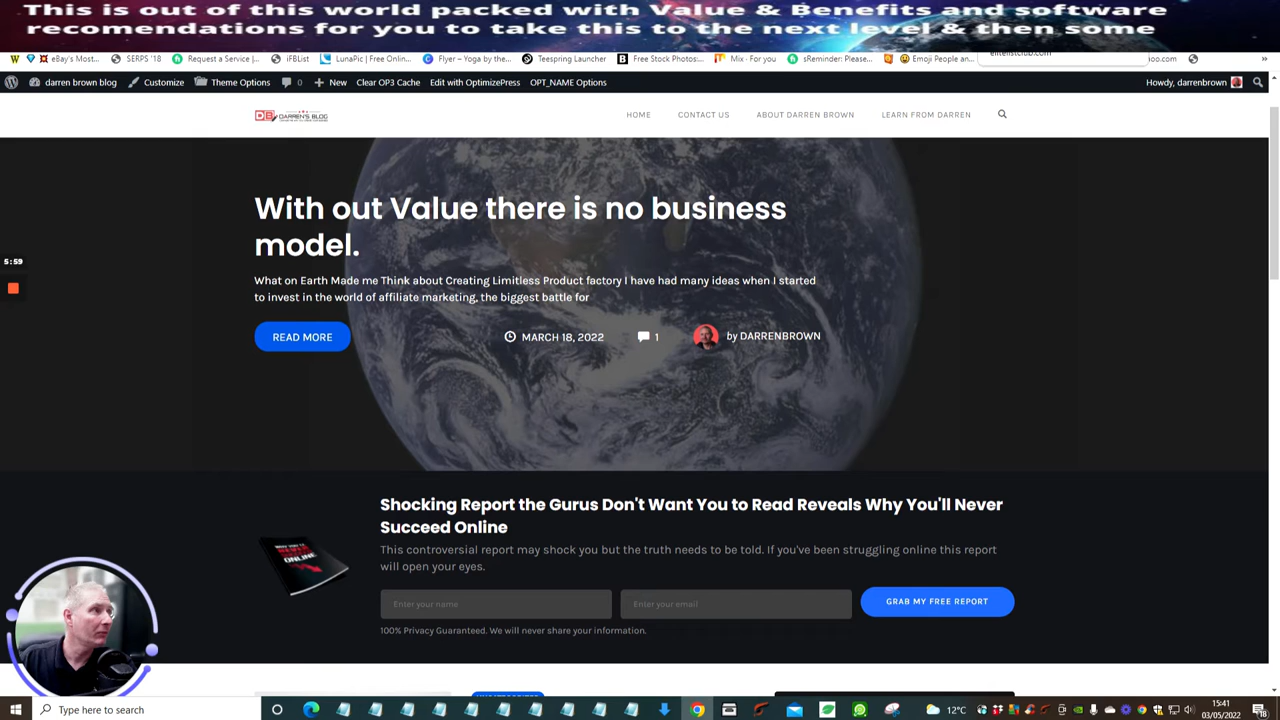 This is out of this world packed with Value & Benefits and software
recomendations for you to take this to the next level & then some
eBay's Most...
SERPS '18
Request a Service |...
iFBList
LunaPic | Free Onlin...
Flyer – Yoga by the...
Teespring Launcher
Free Stock Photos:...
Mix · For you
sReminder: Please...
Emoji People an...
elitelistclub.com
ioo.com
»
darren brown blog
Customize
Theme Options
0
New
Clear OP3 Cache
Edit with OptimizePress
OPT_NAME Options
Howdy, darrenbrown
DB DARREN'S BLOG
HOME
CONTACT US
ABOUT DARREN BROWN
LEARN FROM DARREN
With out Value there is no business
model.
5:59
What on Earth Made me Think about Creating Limitless Product factory I have had many ideas when I started
to invest in the world of affiliate marketing, the biggest battle for
READ MORE
MARCH 18, 2022
1
by DARRENBROWN
Shocking Report the Gurus Don't Want You to Read Reveals Why You'll Never
Succeed Online
This controversial report may shock you but the truth needs to be told. If you've been struggling online this report
will open your eyes.
Enter your name
Enter your email
GRAB MY FREE REPORT
100% Privacy Guaranteed. We will never share your information.
Type here to search
12°C
15:41
03/05/2022